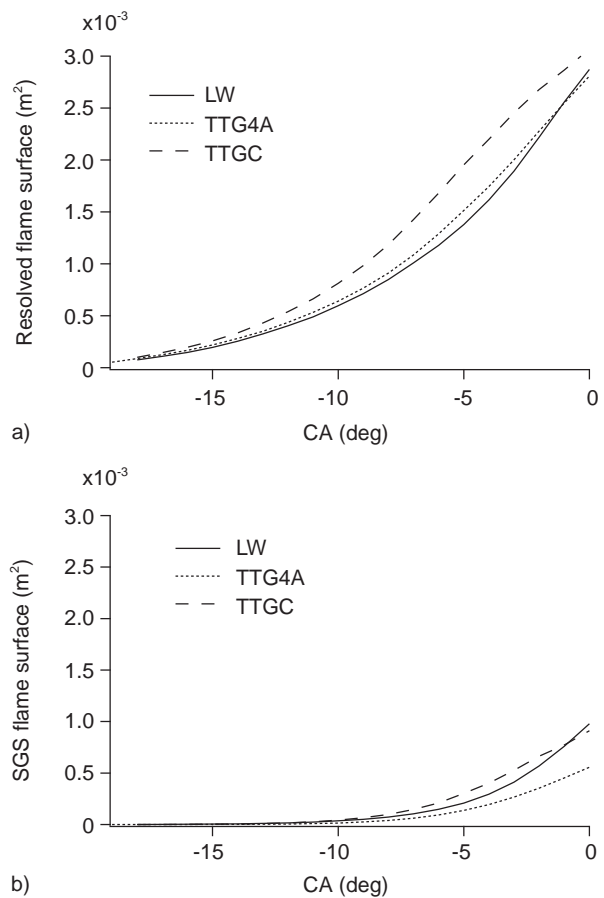 x10⁻³
3.0
2.5
2.0
1.5
1.0
0.5
0
Resolved flame surface (m²)
LW
TTG4A
TTGC
-15 -10 -5 0
CA (deg)
a)
x10⁻³
3.0
2.5
2.0
1.5
1.0
0.5
0
SGS flame surface (m²)
LW
TTG4A
TTGC
-15 -10 -5 0
CA (deg)
b)